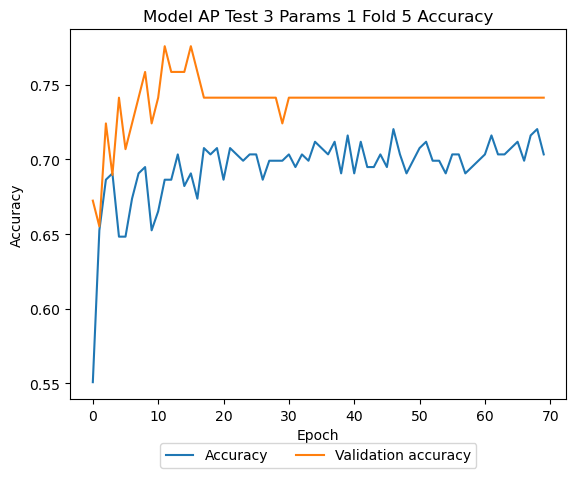 Model AP Test 3 Params 1 Fold 5 Accuracy
Accuracy
0.75
0.70
0.65
0.60
0.55
0 10 20 30 40 50 60 70
Epoch
Accuracy Validation accuracy